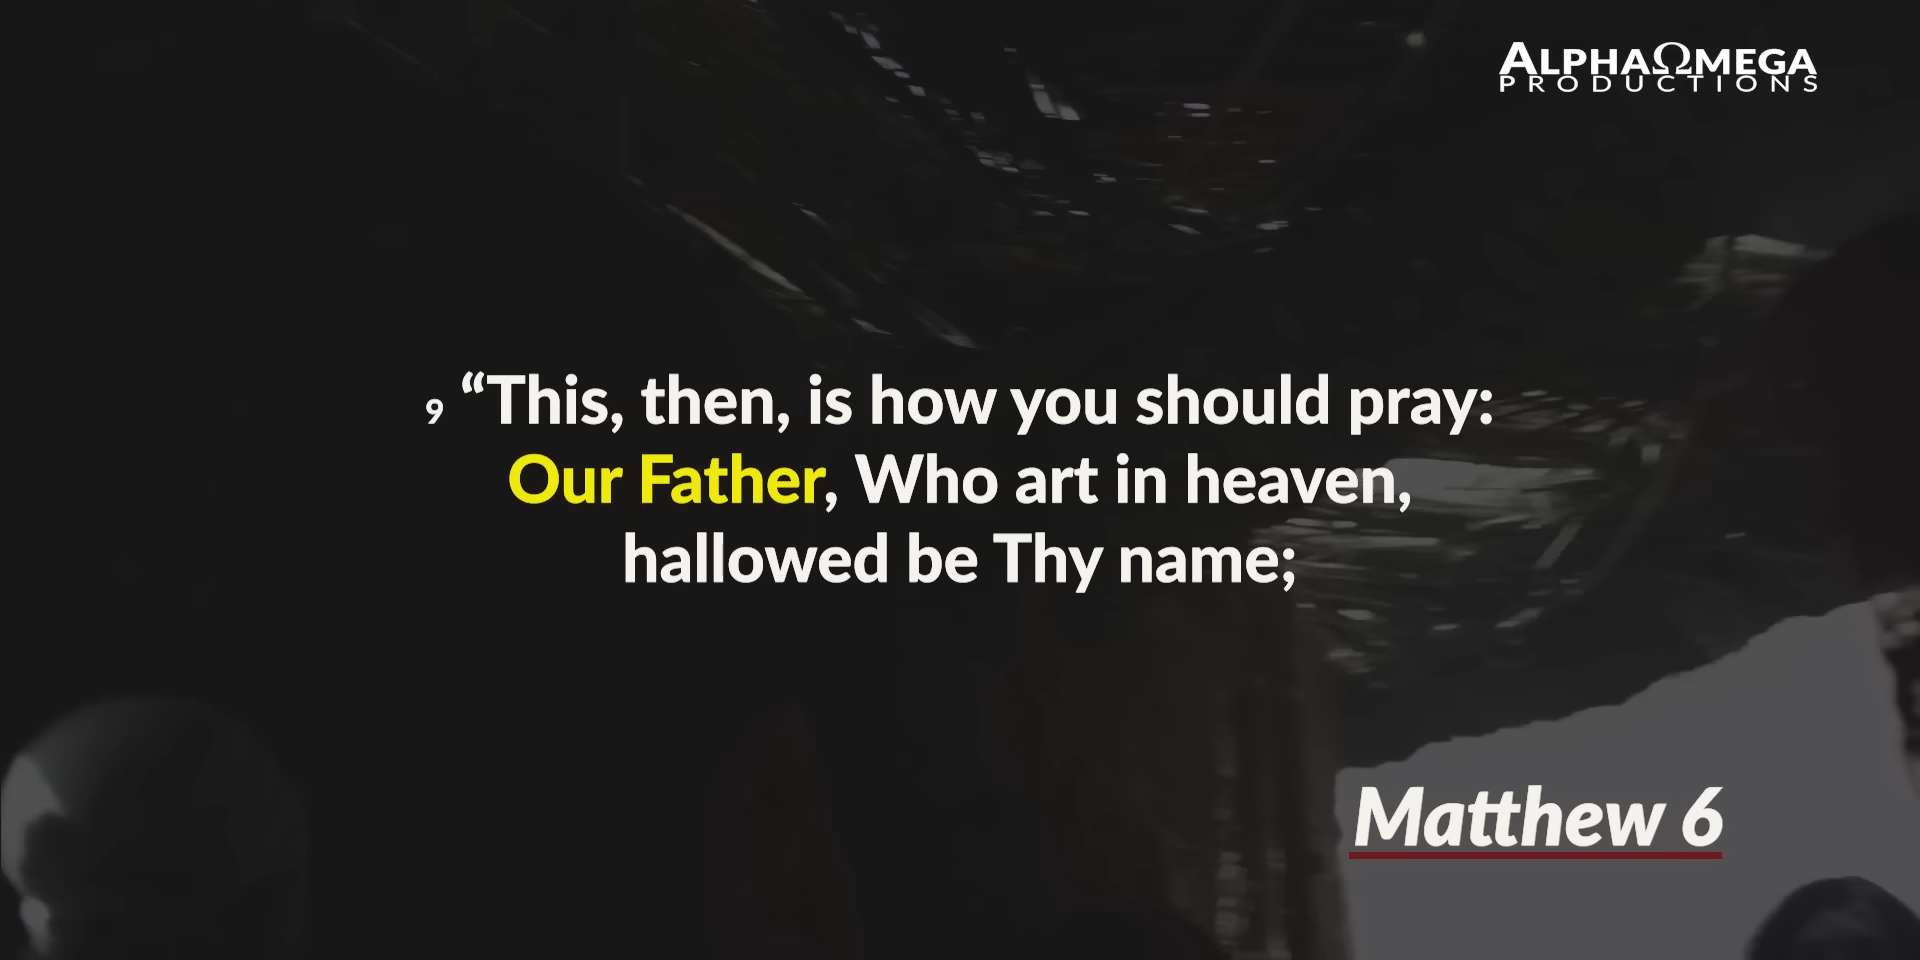 ALPHAΩMEGA
PRODUCTIONS
9 “This, then, is how you should pray:
Our Father, Who art in heaven,
hallowed be Thy name;
Matthew 6